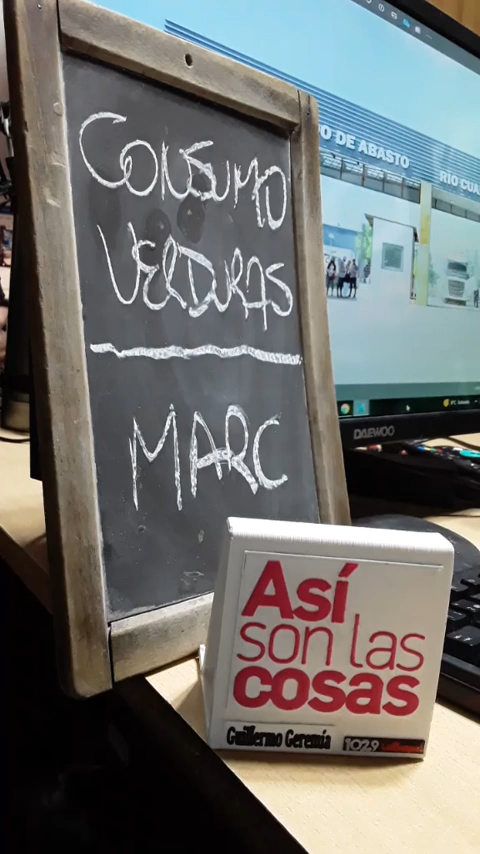 CONSUMO
VERDURAS
MARC
O DE ABASTO
RIO CUA
DAEWOO
Así
son las
cosas
Guillermo Geremía
102.9